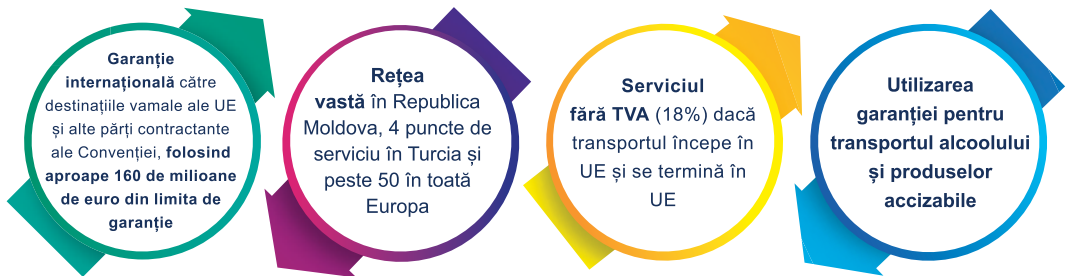 Garanție
internațională către
destinațiile vamale ale UE
și alte părți contractante
ale Convenției, folosind
aproape 160 de milioane
de euro din limita de
garanție
Rețea
vastă în Republica
Moldova, 4 puncte de
serviciu în Turcia și
peste 50 în toată
Europa
Serviciul
fără TVA (18%) dacă
transportul începe în
UE și se termină în
UE
Utilizarea
garanției pentru
transportul alcoolului
și produselor
accizabile